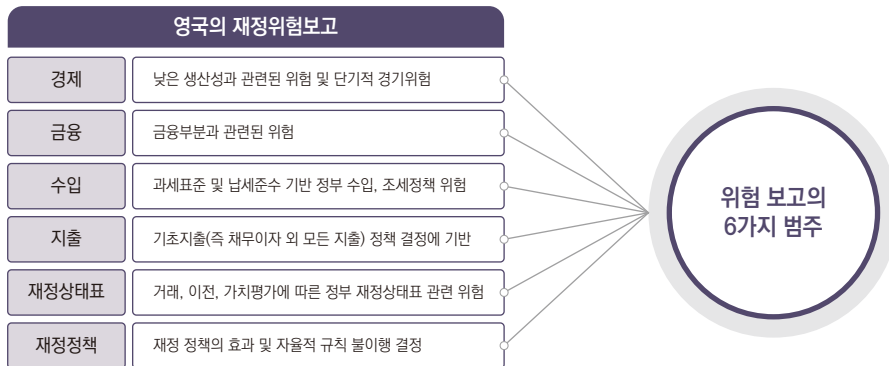 영국의 재정위험보고
경제
낮은 생산성과 관련된 위험 및 단기적 경기위험
금융
금융부분과 관련된 위험
수입
과세표준 및 납세준수 기반 정부 수입, 조세정책 위험
지출
기초지출(즉 채무이자 외 모든 지출) 정책 결정에 기반
재정상태표
거래, 이전, 가치평가에 따른 정부 재정상태표 관련 위험
재정정책
재정 정책의 효과 및 자율적 규칙 불이행 결정
위험 보고의
6가지 범주